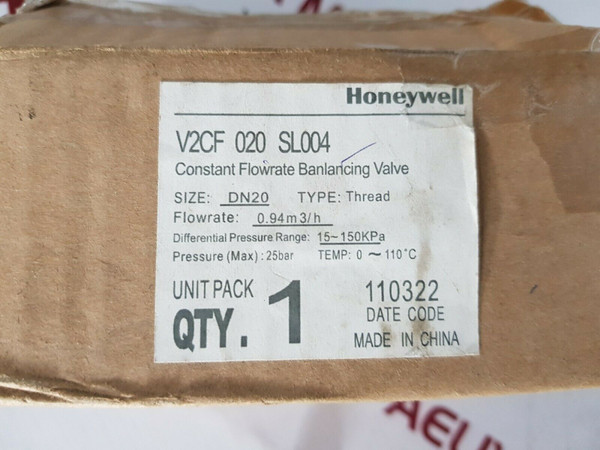 Honeywell
V2CF 020 SL004
Constant Flowrate Banlancing Valve
SIZE: DN20 TYPE: Thread
Flowrate: 0.94m3/h
Differential Pressure Range: 15~150KPa
Pressure (Max): 25bar TEMP: 0 ~110°C
UNIT PACK
QTY. 1
110322
DATE CODE
MADE IN CHINA
AEUX